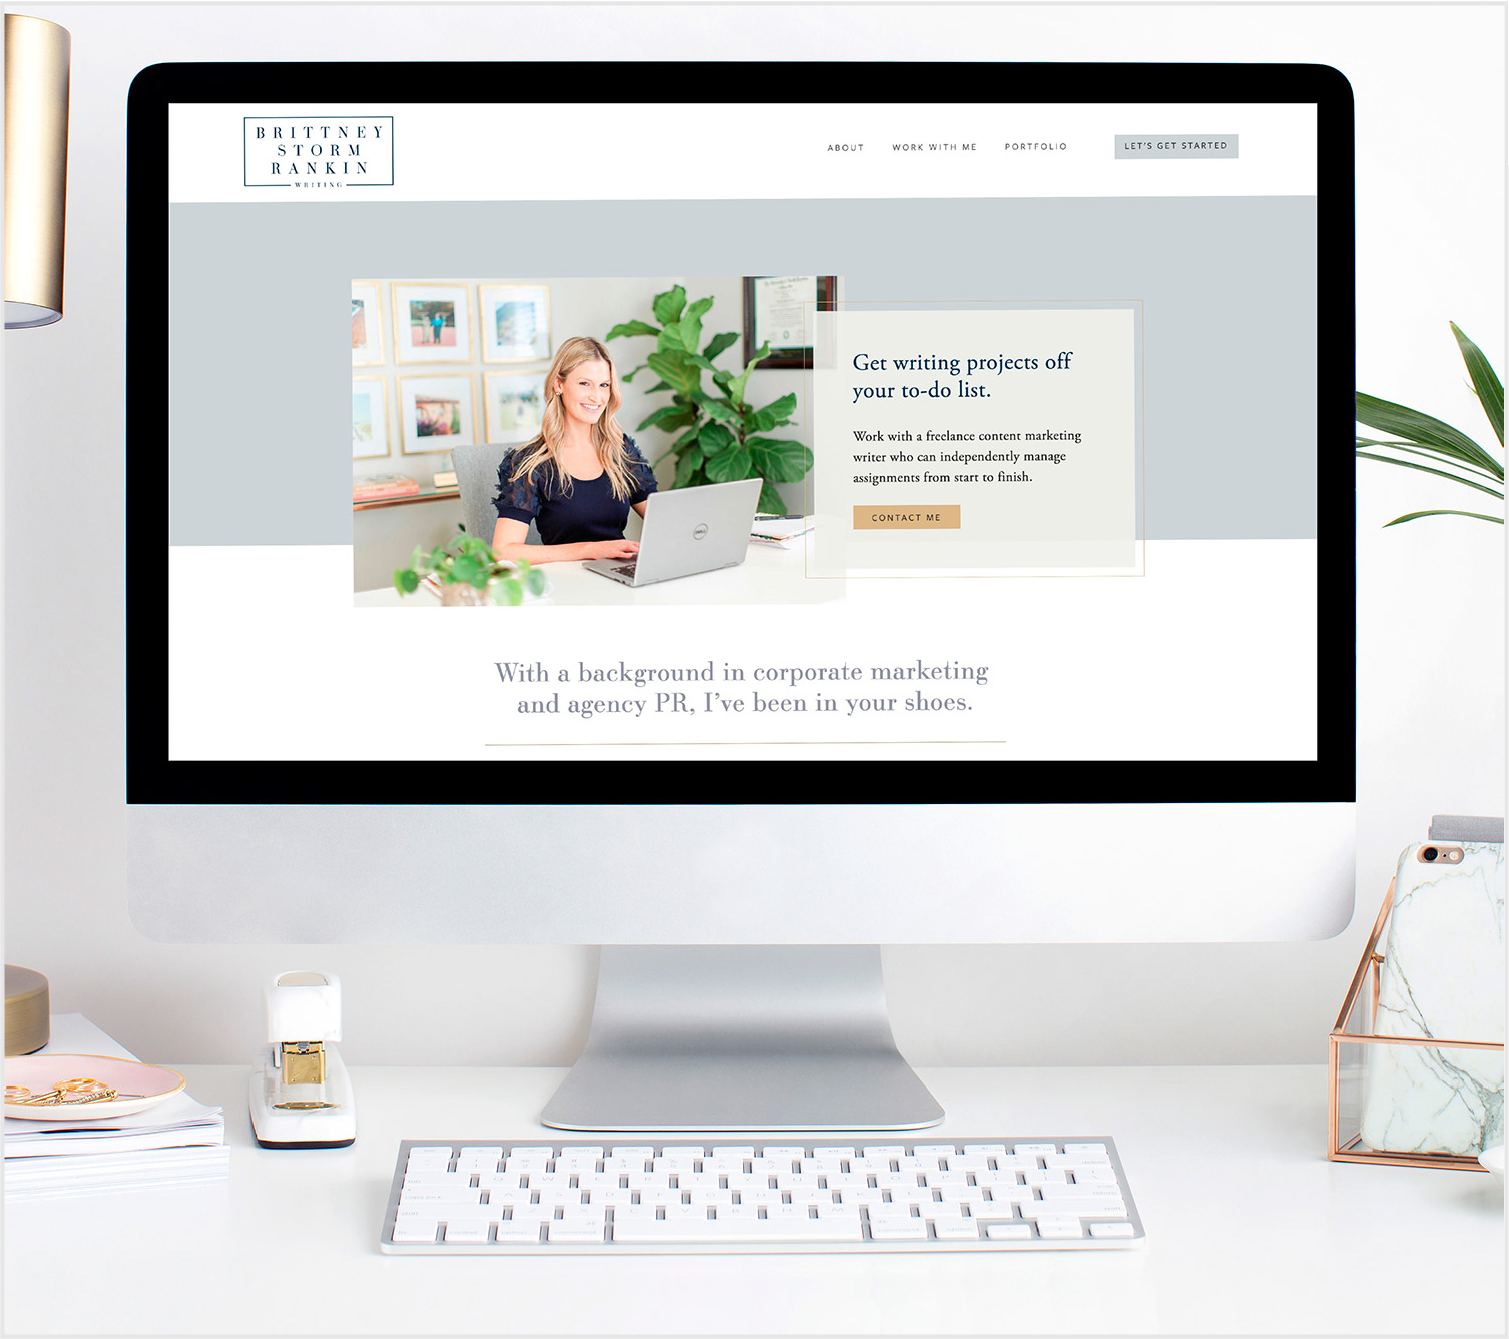 BRITTNEY
STORM
RANKIN
WRITING
ABOUT
WORK WITH ME
PORTFOLIO
LET'S GET STARTED
Get writing projects off
your to-do list.
Work with a freelance content marketing
writer who can independently manage
assignments from start to finish.
CONTACT ME
DELL
With a background in corporate marketing
and agency PR, I've been in your shoes.